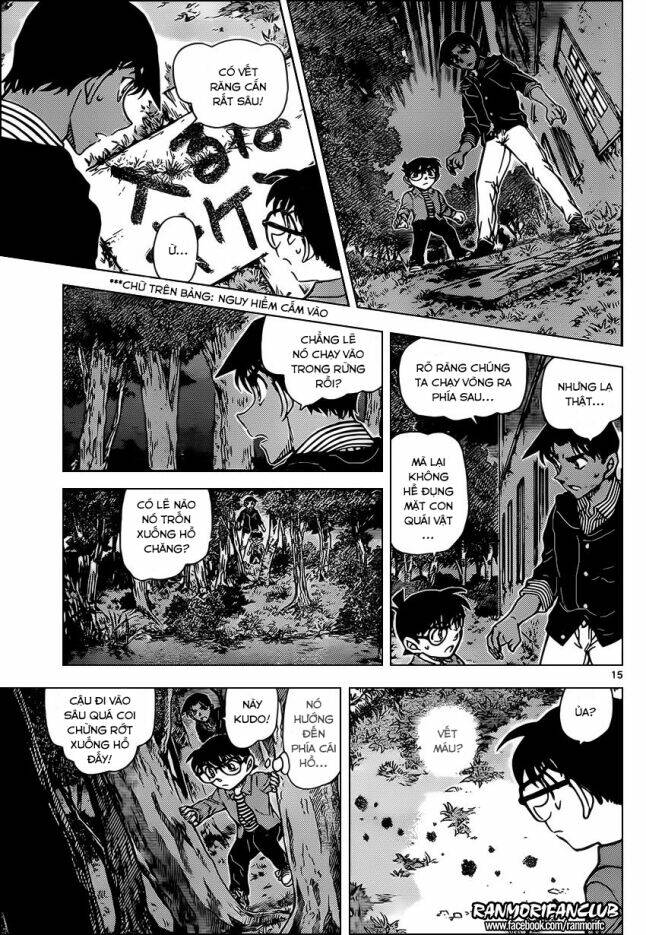 CÓ VẾT
RĂNG CẮN
RẤT SÂU!
Ừ...
***CHỮ TRÊN BẢNG: NGUY HIỂM CẤM VÀO
NHƯNG LẠ
THẬT...
RÕ RÀNG CHÚNG
TA CHẠY VÒNG RA
PHÍA SAU...
MÀ LẠI
KHÔNG
HỀ ĐỤNG
MẶT CON
QUÁI VẬT
...
CHẲNG LẼ
NÓ CHẠY VÀO
TRONG RỪNG
RỒI?
CÓ LẼ NÀO
NÓ TRỐN
XUỐNG HỒ
CHĂNG?
15
ỦA?
VẾT
MÁU?
NÓ
HƯỚNG
ĐẾN
PHÍA CÁI
HỒ...
NÀY
KUDO!
CẬU ĐI VÀO
SÂU QUÁ COI
CHỪNG RỚT
XUỐNG HỒ
ĐẤY!
RANMORIFANCLUB
www.facebook.com/ranmorifc